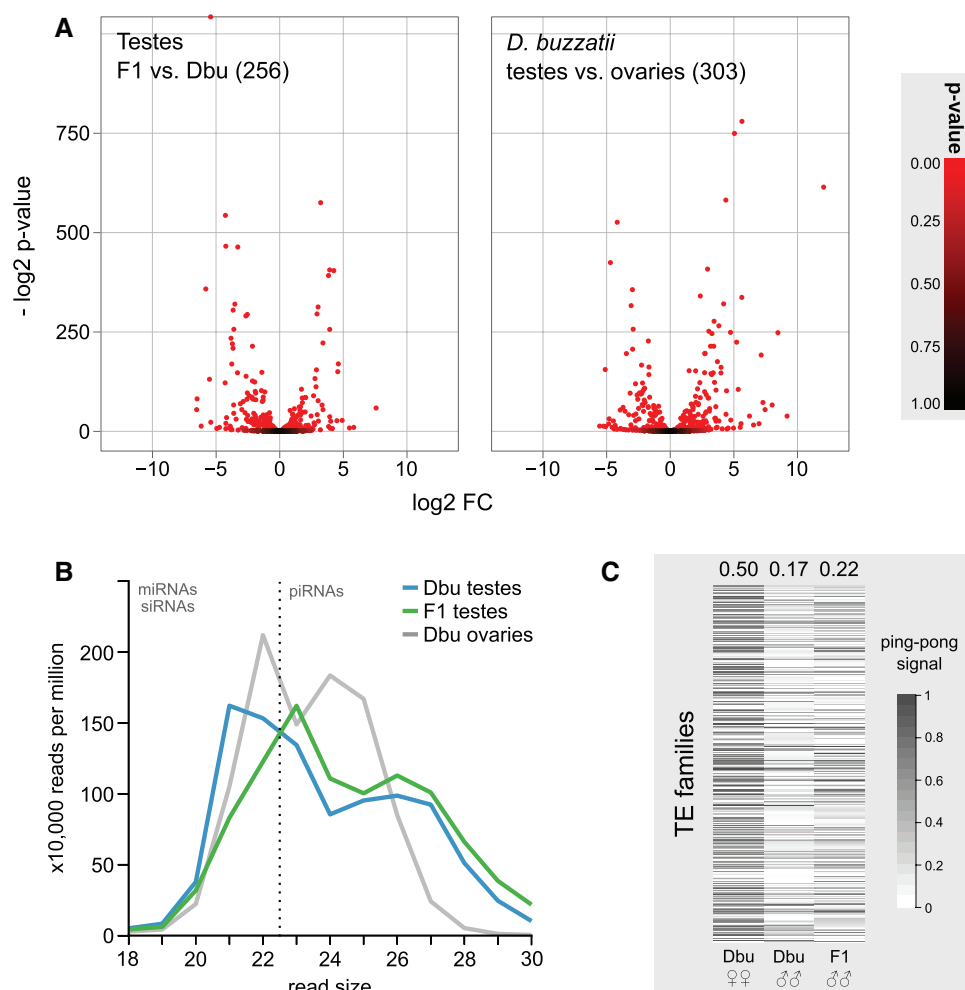 A
Testes
F1 vs. Dbu (256)
D. buzzatii
testes vs. ovaries (303)
- log2 p-value
750
500
250
0
−10
−5
0
5
10
−10
−5
0
5
10
log2 FC
p-value
0.00
0.25
0.50
0.75
1.00
B
miRNAs
siRNAs
piRNAs
Dbu testes
F1 testes
Dbu ovaries
x10,000 reads per million
200
150
100
50
0
18
20
22
24
26
28
30
read size
C
0.50 0.17 0.22
TE families
ping-pong
signal
1
0.8
0.6
0.4
0.2
0
Dbu Dbu F1
♀♀ ♂♂ ♂♂